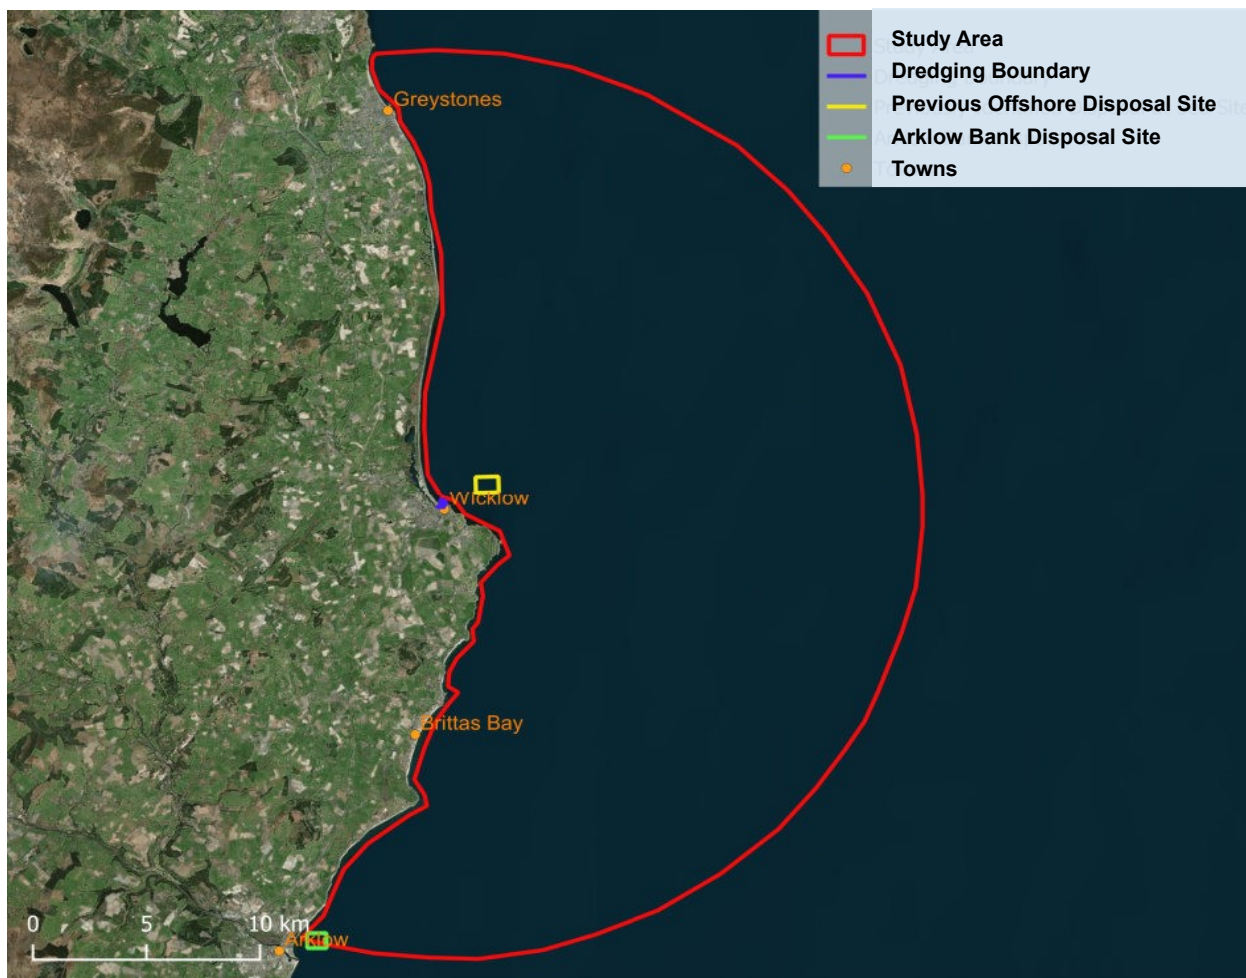 Study Area
Dredging Boundary
Previous Offshore Disposal Site
Arklow Bank Disposal Site
Towns
Greystones
Wicklow
Brittas Bay
0 5 10 km
Arklow